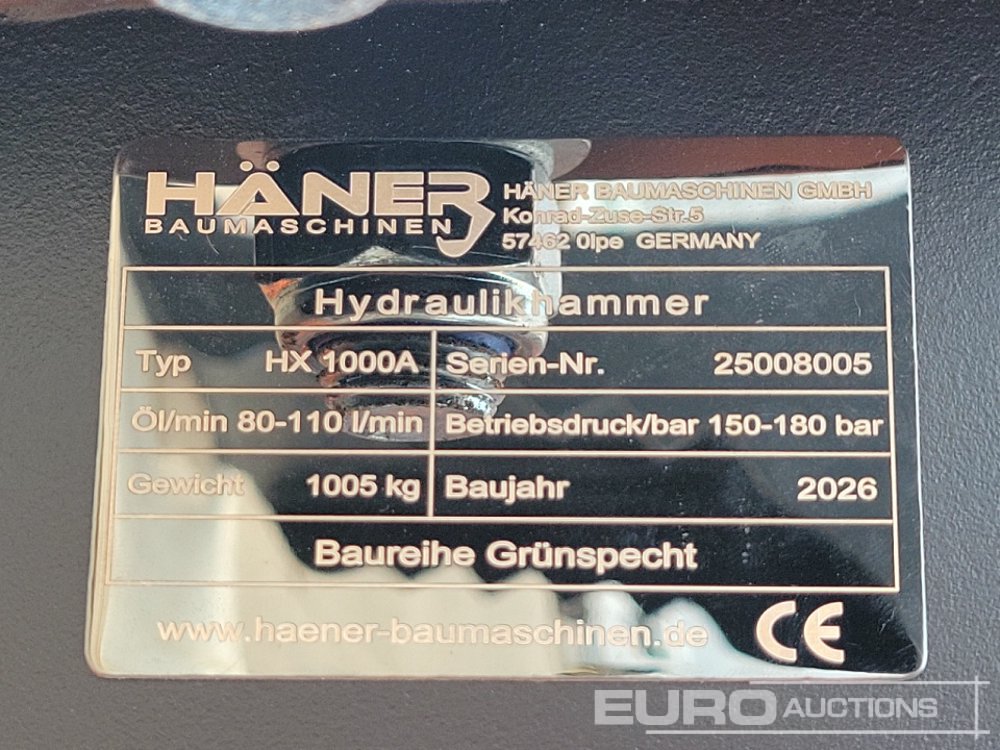 HÄNER
BAUMASCHINEN
HÄNER BAUMASCHINEN GMBH
Konrad-Zuse-Str.5
57462 Olpe GERMANY
Hydraulikhammer
Typ HX 1000A Serien-Nr. 25008005
Öl/min 80-110 l/min Betriebsdruck/bar 150-180 bar
Gewicht 1005 kg Baujahr 2026
Baureihe Grünspecht
www.haener-baumaschinen.de CE
EURO AUCTIONS